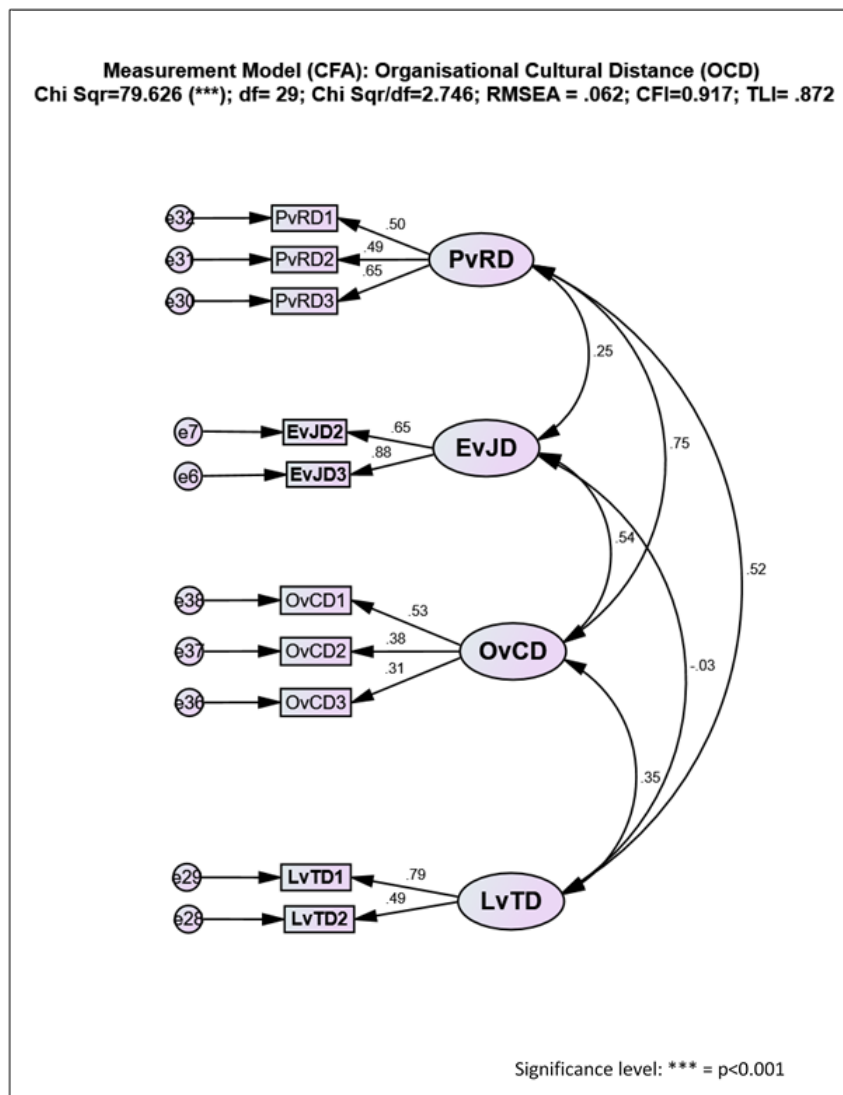 Measurement Model (CFA): Organisational Cultural Distance (OCD)
Chi Sqr=79.626 (***); df= 29; Chi Sqr/df=2.746; RMSEA = .062; CFI=0.917; TLI= .872
e32 PvRD1 .50
e31 PvRD2 .49 PvRD
e30 PvRD3 .65
.25
e7 EvJD2 .65
EvJD
.75
e6 EvJD3 .88
.54
.52
e38 OvCD1 .53
e37 OvCD2 .38 OvCD
-.03
e36 OvCD3 .31
.35
e29 LvTD1 .79
LvTD
e28 LvTD2 .49
Significance level: *** = p<0.001